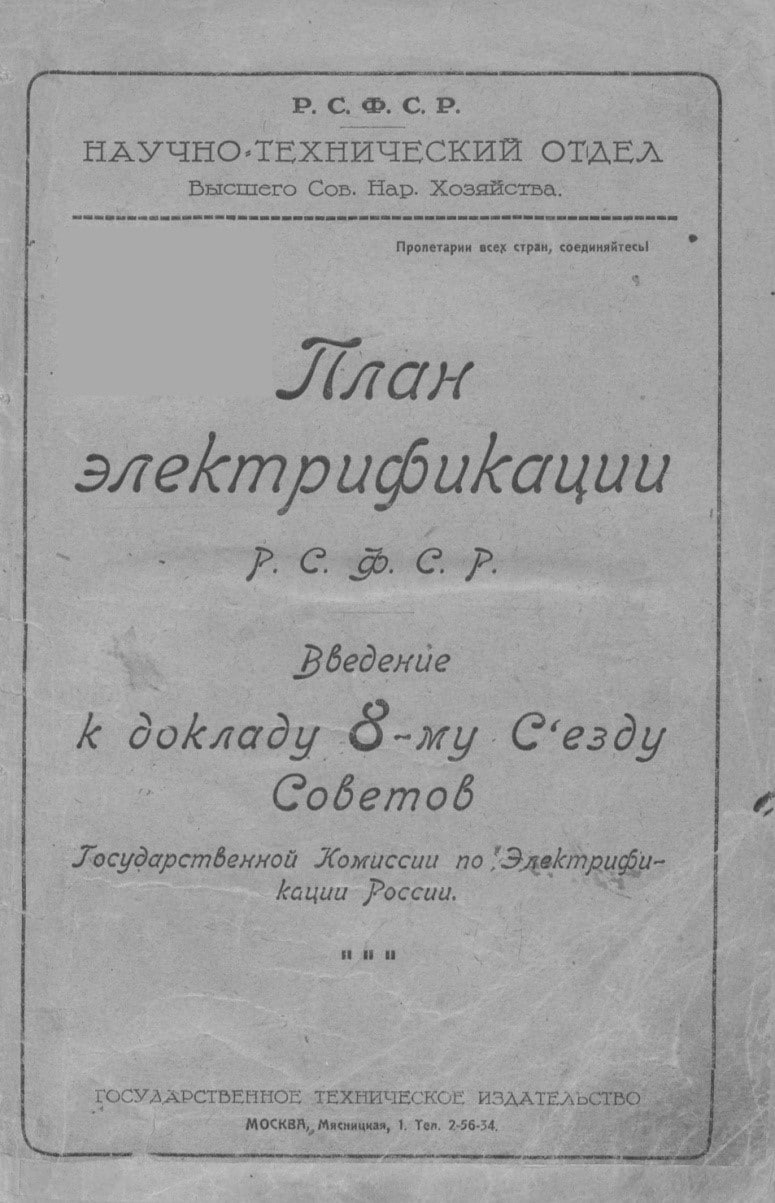 Р. С. Ф. С. Р.
НАУЧНО-ТЕХНИЧЕСКИЙ ОТДЕЛ
Высшего Сов. Нар. Хозяйства.
Пролетарии всех стран, соединяйтесь!
План
электрификации
Р. С. Ф. С. Р.
Введение
к докладу 8-му С‘езду
Советов
Государственной Комиссии по Электрифи-
кации России.
ГОСУДАРСТВЕННОЕ ТЕХНИЧЕСКОЕ ИЗДАТЕЛЬСТВО
МОСКВА, Мясницкая, 1. Тел. 2-56-34.